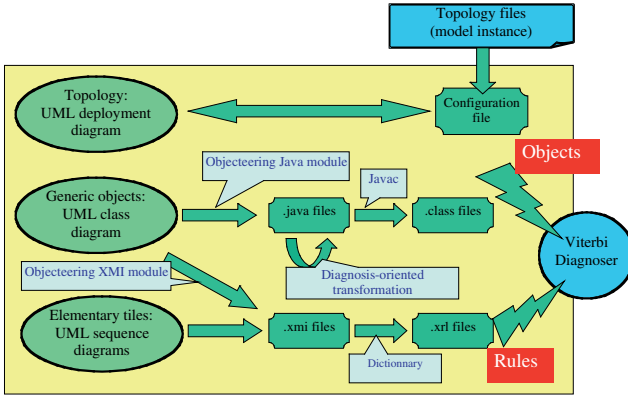 Topology files
(model instance)
Topology:
UML deployment
diagram
Configuration
file
Objects
Objecteering Java module
Javac
Generic objects:
UML class
diagram
.java files
.class files
Viterbi
Diagnoser
Objecteering XMI module
Diagnosis-oriented
transformation
Elementary tiles:
UML sequence
diagrams
.xmi files
.xrl files
Dictionnary
Rules